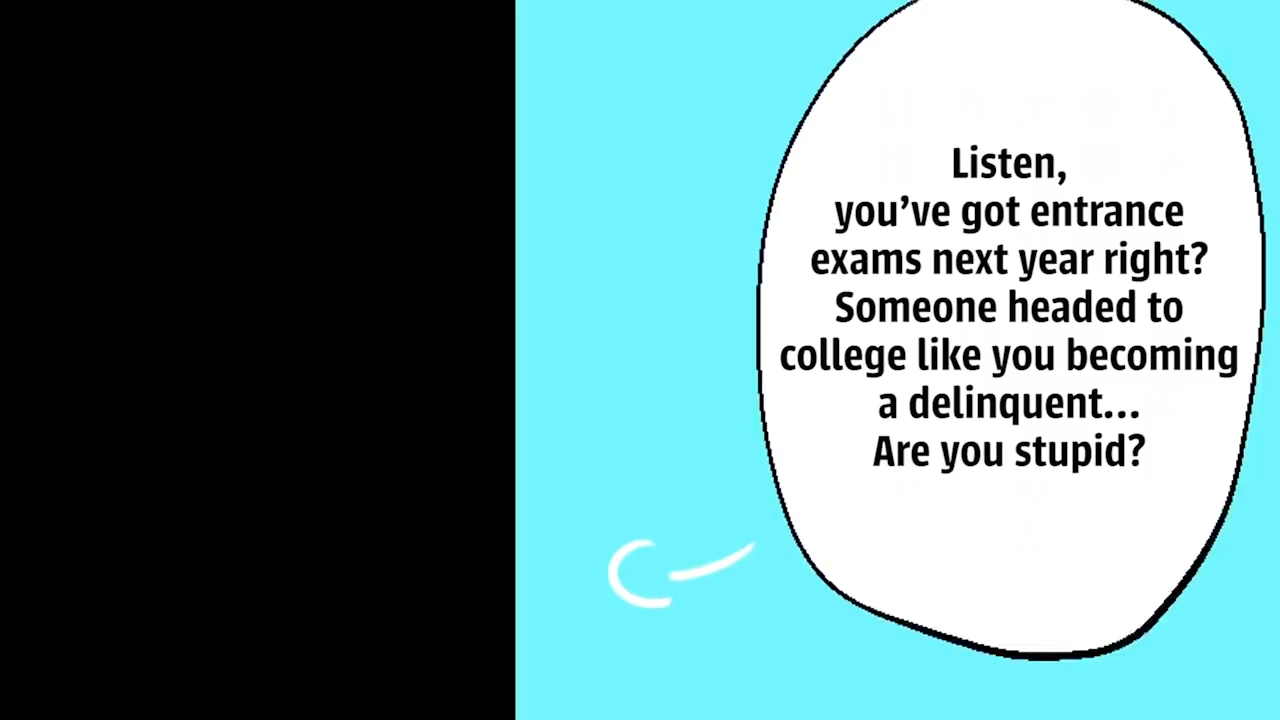 Listen,
you’ve got entrance
exams next year right?
Someone headed to
college like you becoming
a delinquent...
Are you stupid?